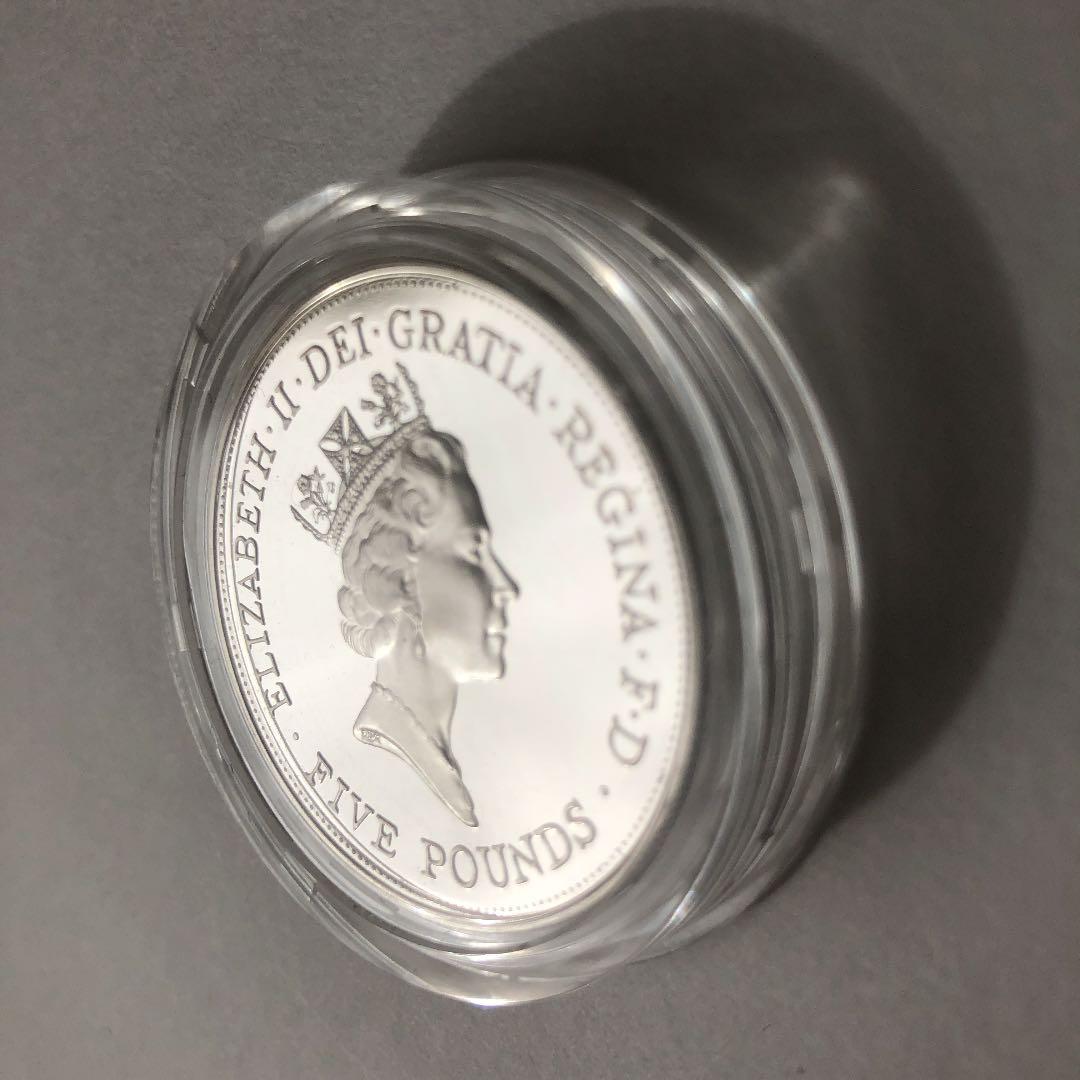 ELIZABETH · II · DEI · GRATIA · REGINA · F · D ·
FIVE POUNDS ·